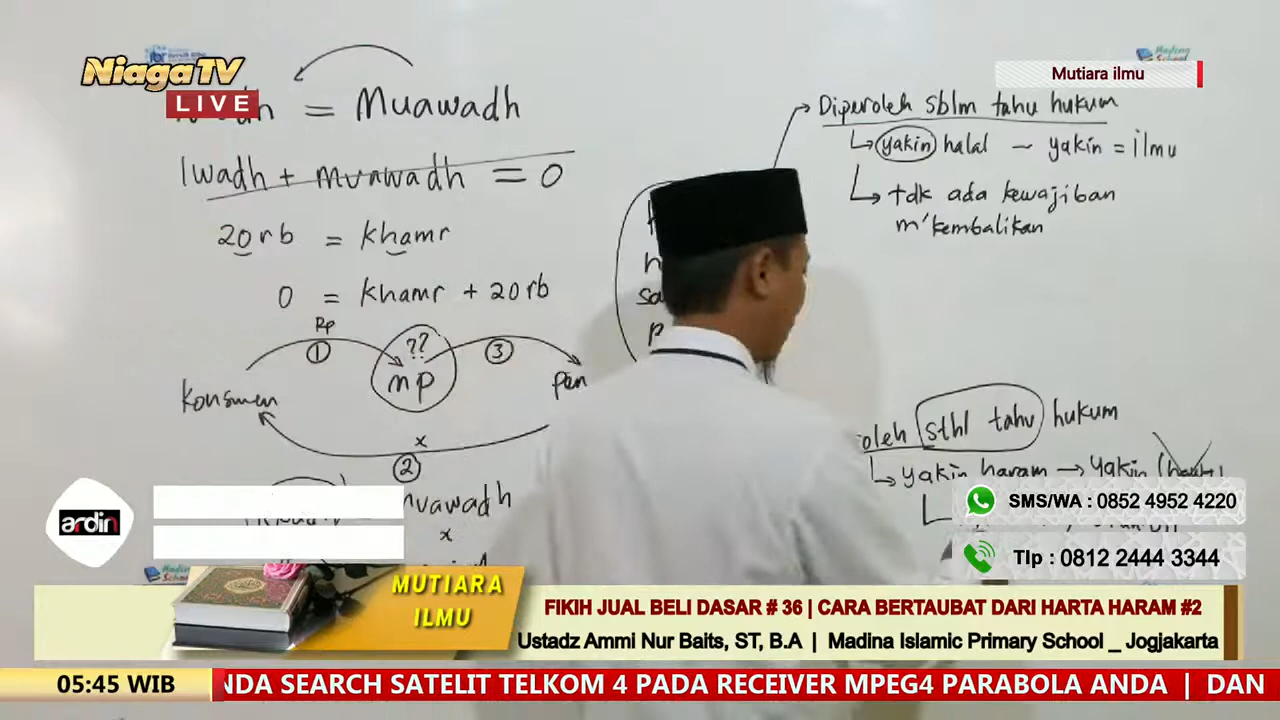 NiagaTV
LIVE
Mutiara ilmu
= Muawadh
Iwadh + muawadh = 0
20rb = khamr
0 = khamr + 20rb
Rp
1
??
3
Konsumen
mp
pen
x
2
muawadh
x
Diperoleh sblm tahu hukum
yakin halal – yakin = ilmu
tdk ada kewajiban
m'kembalikan
oleh sthl tahu hukum
yakin haram → yakin
ardin
SMS/WA : 0852 4952 4220
Tlp : 0812 2444 3344
MUTIARA
ILMU
FIKIH JUAL BELI DASAR # 36 | CARA BERTAUBAT DARI HARTA HARAM #2
Ustadz Ammi Nur Baits, ST, B.A | Madina Islamic Primary School _ Jogjakarta
05:45 WIB
NDA SEARCH SATELIT TELKOM 4 PADA RECEIVER MPEG4 PARABOLA ANDA | DAN